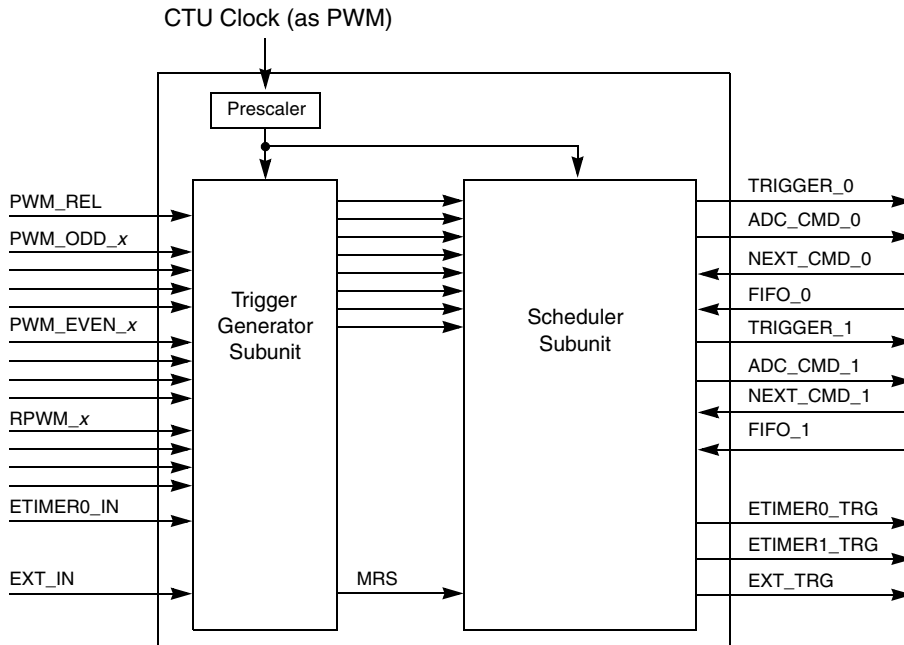 CTU Clock (as PWM)
Prescaler
PWM_REL
PWM_ODD_x
PWM_EVEN_x
RPWM_x
ETIMER0_IN
EXT_IN
Trigger
Generator
Subunit
MRS
Scheduler
Subunit
TRIGGER_0
ADC_CMD_0
NEXT_CMD_0
FIFO_0
TRIGGER_1
ADC_CMD_1
NEXT_CMD_1
FIFO_1
ETIMER0_TRG
ETIMER1_TRG
EXT_TRG